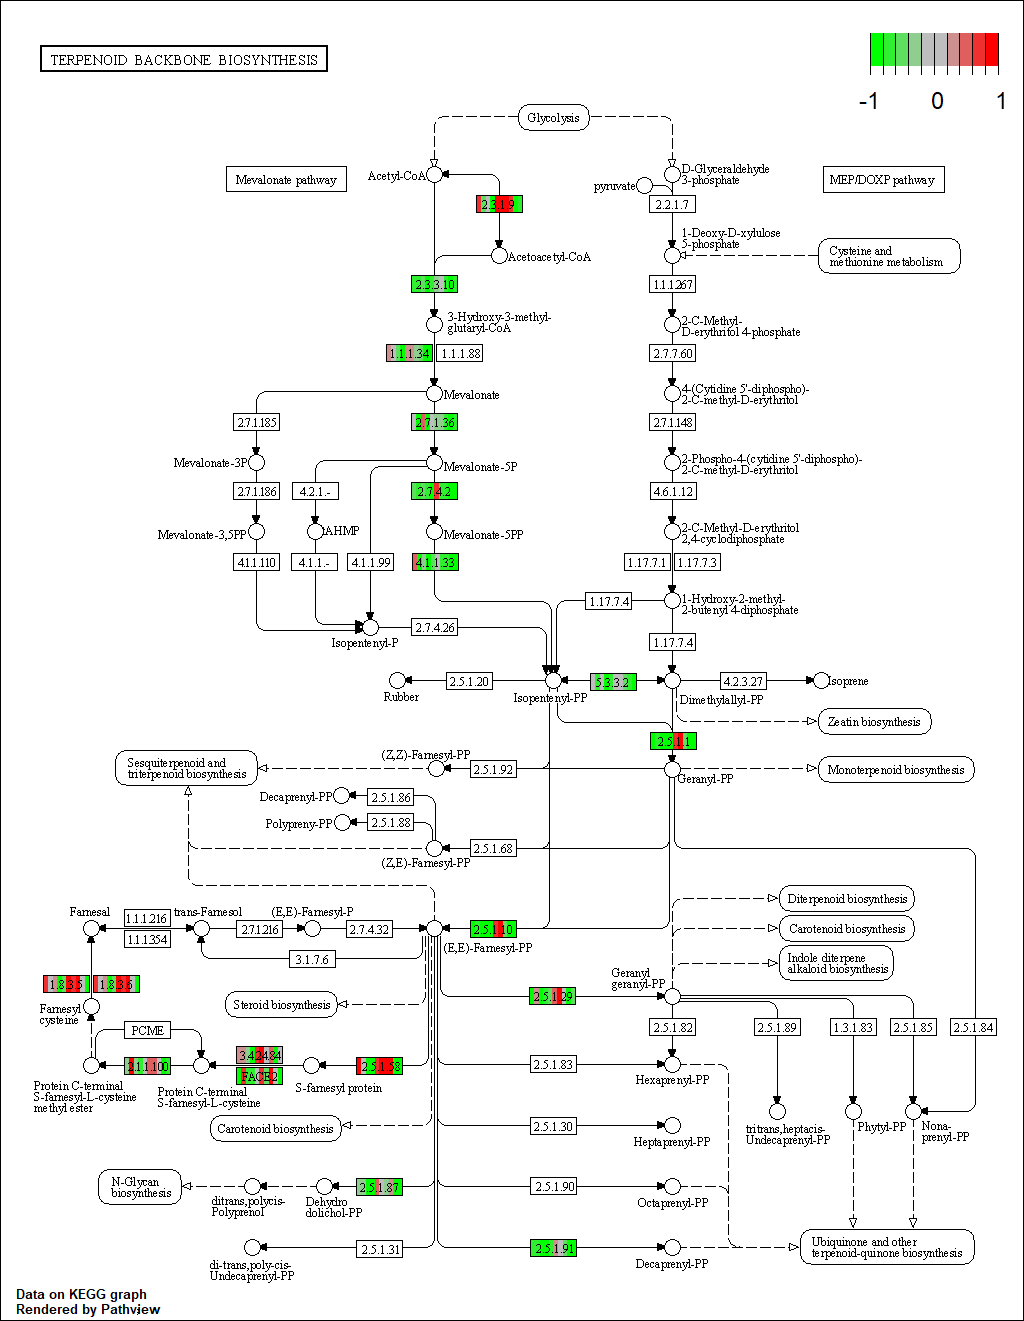 TERPENOID BACKBONE BIOSYNTHESIS
-1 0 1
Glycolysis
Mevalonate pathway
Acetyl-CoA
pyruvate
D-Glyceraldehyde
3-phosphate
MEP/DOXP pathway
2.3.1.9
2.2.1.7
Acetoacetyl-CoA
1-Deoxy-D-xylulose
5-phosphate
Cysteine and
methionine metabolism
2.3.3.10
1.1.1.267
3-Hydroxy-3-methyl-
glutaryl-CoA
2-C-Methyl-
D-erythritol 4-phosphate
1.1.1.34
1.1.1.88
2.7.7.60
Mevalonate
4-(Cytidine 5'-diphospho)-
2-C-methyl-D-erythritol
2.7.1.185
2.7.1.36
2.7.1.148
Mevalonate-3P
Mevalonate-5P
2-Phospho-4-(cytidine 5'-diphospho)-
2-C-methyl-D-erythritol
2.7.1.186
4.2.1.-
2.7.4.2
4.6.1.12
Mevalonate-3,5PP
tAHMP
Mevalonate-5PP
2-C-Methyl-D-erythritol
2,4-cyclodiphosphate
4.1.1.110
4.1.1.-
4.1.1.99
4.1.1.33
1.17.7.1
1.17.7.3
1.17.7.4
1-Hydroxy-2-methyl-
2-butenyl 4-diphosphate
Isopentenyl-P
2.7.4.26
1.17.7.4
Rubber
2.5.1.20
Isopentenyl-PP
5.3.3.2
Dimethylallyl-PP
4.2.3.27
Isoprene
Zeatin biosynthesis
2.5.1.1
Sesquiterpenoid and
triterpenoid biosynthesis
(Z,Z)-Farnesyl-PP
2.5.1.92
Geranyl-PP
Monoterpenoid biosynthesis
Decaprenyl-PP
2.5.1.86
Polypreny-PP
2.5.1.88
2.5.1.68
(Z,E)-Farnesyl-PP
Farnesal
1.1.1.216
1.1.1.354
trans-Farnesol
2.7.1.216
(E,E)-Farnesyl-P
2.7.4.32
(E,E)-Farnesyl-PP
2.5.1.10
3.1.7.6
Diterpenoid biosynthesis
Carotenoid biosynthesis
Indole diterpene
alkaloid biosynthesis
1.8.3.5
1.8.3.6
Farnesyl
cysteine
Steroid biosynthesis
2.5.1.29
Geranyl
geranyl-PP
PCME
2.5.1.82
2.5.1.89
1.3.1.83
2.5.1.85
2.5.1.84
2.1.1.100
3.4.24.84
FACE2
2.5.1.58
2.5.1.83
Protein C-terminal
S-farnesyl-L-cysteine
methyl ester
Protein C-terminal
S-farnesyl-L-cysteine
S-farnesyl protein
Hexaprenyl-PP
Carotenoid biosynthesis
2.5.1.30
Heptaprenyl-PP
tritrans,heptacis-
Undecaprenyl-PP
Phytyl-PP
Nona-
prenyl-PP
N-Glycan
biosynthesis
ditrans,polycis-
Polyprenol
Dehydro
dolichol-PP
2.5.1.87
2.5.1.90
Octaprenyl-PP
di-trans,poly-cis-
Undecaprenyl-PP
2.5.1.31
2.5.1.91
Decaprenyl-PP
Ubiquinone and other
terpenoid-quinone biosynthesis
Data on KEGG graph
Rendered by Pathview